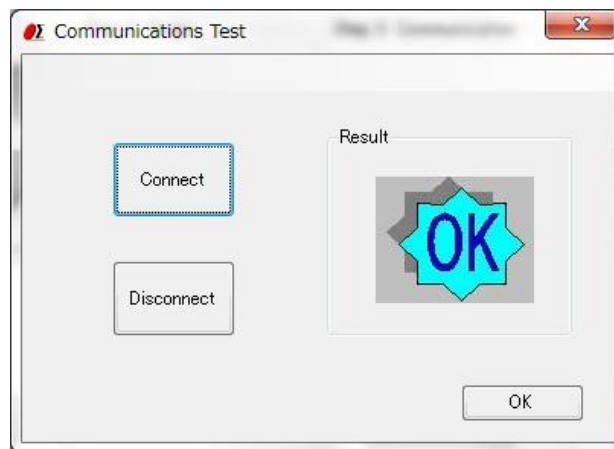 Communications Test
Connect
Disconnect
Result
OK
OK